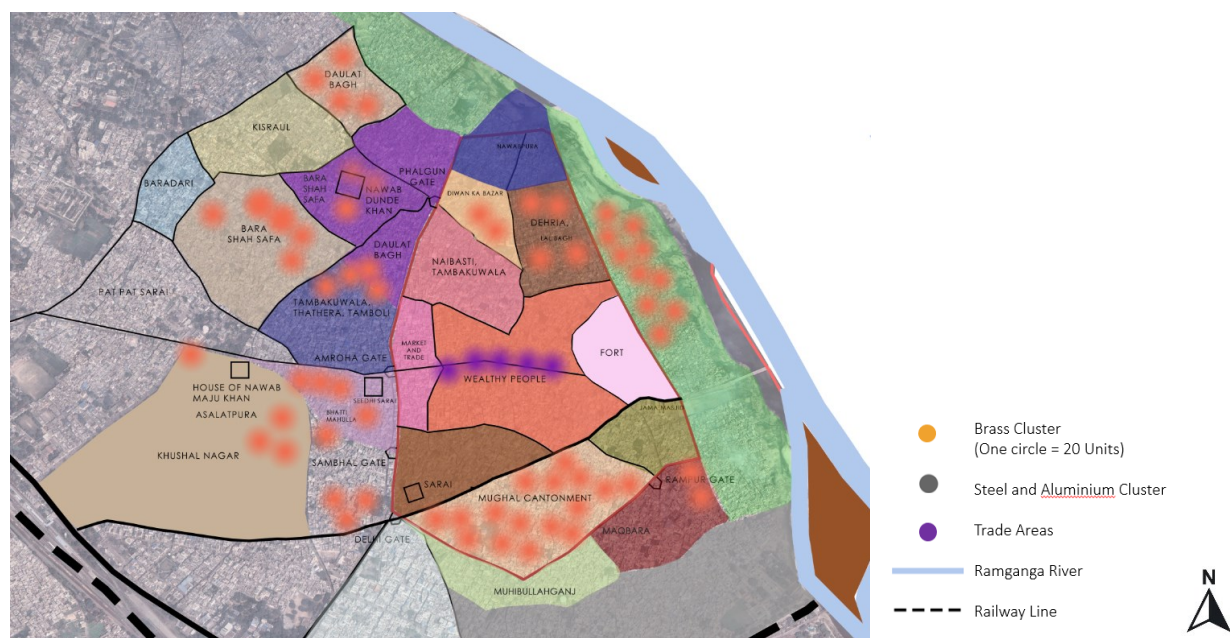 DAULAT
BAGH
KISRAUL
BARADARI
BARA
SHAH
SAFA
NAWAB
DUNDE
KHAN
PHALGUN
GATE
NAWABPURA
DIWAN KA BAZAR
DEHRIA,
LAL BAGH
BARA
SHAH SAFA
DAULAT
BAGH
NAIBASTI,
TAMBAKUWALA
PAT PAT SARAI
TAMBAKUWALA,
THATHERA, TAMBOLI
AMROHA GATE
MARKET
AND
TRADE
WEALTHY PEOPLE
FORT
HOUSE OF NAWAB
MAJU KHAN
ASALATPURA
KHUSHAL NAGAR
BHATTI
MAHULLA
SEEDHI SARAI
SAMBHAL GATE
JAMA MASJID
SARAI
MUGHAL CANTONMENT
RAMPUR GATE
MAQBARA
DELHI GATE
MUHIBULLAHGANJ
Brass Cluster
(One circle = 20 Units)
Steel and Aluminium Cluster
Trade Areas
Ramganga River
Railway Line
N